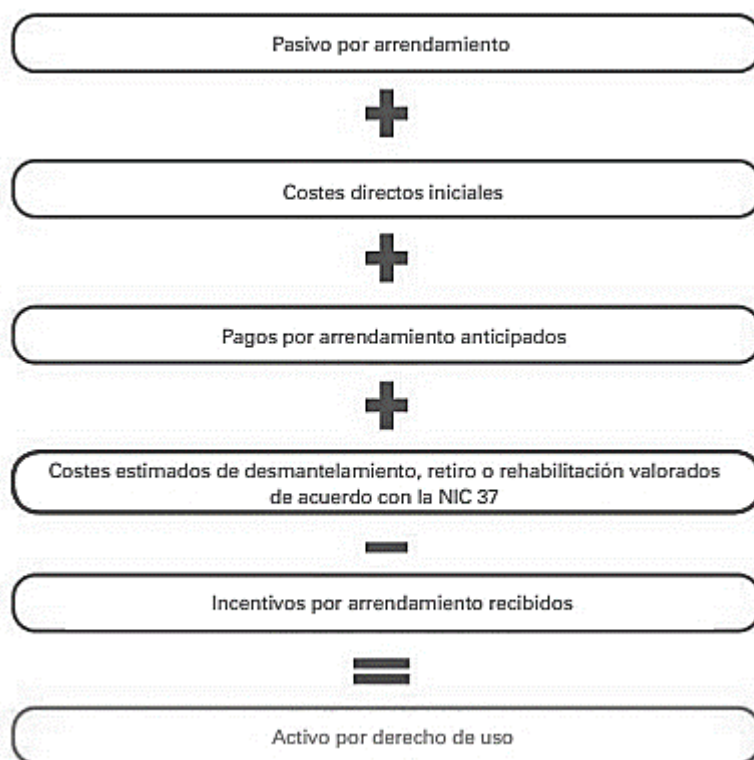 Pasivo por arrendamiento
+
Costes directos iniciales
+
Pagos por arrendamiento anticipados
+
Costes estimados de desmantelamiento, retiro o rehabilitación valorados
de acuerdo con la NIC 37
−
Incentivos por arrendamiento recibidos
=
Activo por derecho de uso